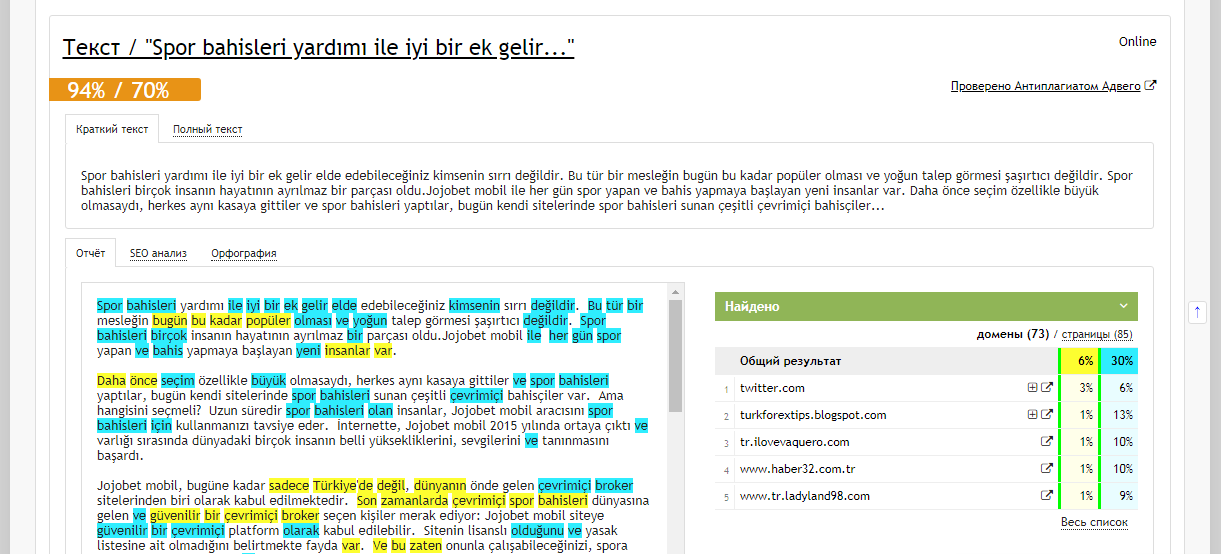 Текст / "Spor bahisleri yardımı ile iyi bir ek gelir..."
Online
94% / 70%
Проверено Антиплагиатом Адвего
Краткий текст
Полный текст
Spor bahisleri yardımı ile iyi bir ek gelir elde edebileceğiniz kimsenin sırrı değildir. Bu tür bir mesleğin bugün bu kadar popüler olması ve yoğun talep görmesi şaşırtıcı değildir. Spor
bahisleri birçok insanın hayatının ayrılmaz bir parçası oldu.Jojobet mobil ile her gün spor yapan ve bahis yapmaya başlayan yeni insanlar var. Daha önce seçim özellikle büyük
olmasaydı, herkes aynı kasaya gittiler ve spor bahisleri yaptılar, bugün kendi sitelerinde spor bahisleri sunan çeşitli çevrimiçi bahisçiler...
Отчёт
SEO анализ
Орфография
Spor bahisleri yardımı ile iyi bir ek gelir elde edebileceğiniz kimsenin sırrı değildir. Bu tür bir
mesleğin bugün bu kadar popüler olması ve yoğun talep görmesi şaşırtıcı değildir. Spor
bahisleri birçok insanın hayatının ayrılmaz bir parçası oldu.Jojobet mobil ile her gün spor
yapan ve bahis yapmaya başlayan yeni insanlar var.
Daha önce seçim özellikle büyük olmasaydı, herkes aynı kasaya gittiler ve spor bahisleri
yaptılar, bugün kendi sitelerinde spor bahisleri sunan çeşitli çevrimiçi bahisçiler var. Ama
hangisini seçmeli? Uzun süredir spor bahisleri olan insanlar, Jojobet mobil aracısını spor
bahisleri için kullanmanızı tavsiye eder. İnternette, Jojobet mobil 2015 yılında ortaya çıktı ve
varlığı sırasında dünyadaki birçok insanın belli yüksekliklerini, sevgilerini ve tanınmasını
başardı.
Jojobet mobil, bugüne kadar sadece Türkiye'de değil, dünyanın önde gelen çevrimiçi broker
sitelerinden biri olarak kabul edilmektedir. Son zamanlarda çevrimiçi spor bahisleri dünyasına
gelen ve güvenilir bir çevrimiçi broker seçen kişiler merak ediyor: Jojobet mobil siteye
güvenilir bir çevrimiçi platform olarak kabul edilebilir. Sitenin lisanslı olduğunu ve yasak
listesine ait olmadığını belirtmekte fayda var. Ve bu zaten onunla çalışabileceğinizi, spora
Найдено
домены (73) / страницы (85)
Общий результат 6% 30%
1 twitter.com 3% 6%
2 turkforextips.blogspot.com 1% 13%
3 tr.ilovevaquero.com 1% 10%
4 www.haber32.com.tr 1% 10%
5 www.tr.ladyland98.com 1% 9%
Весь список